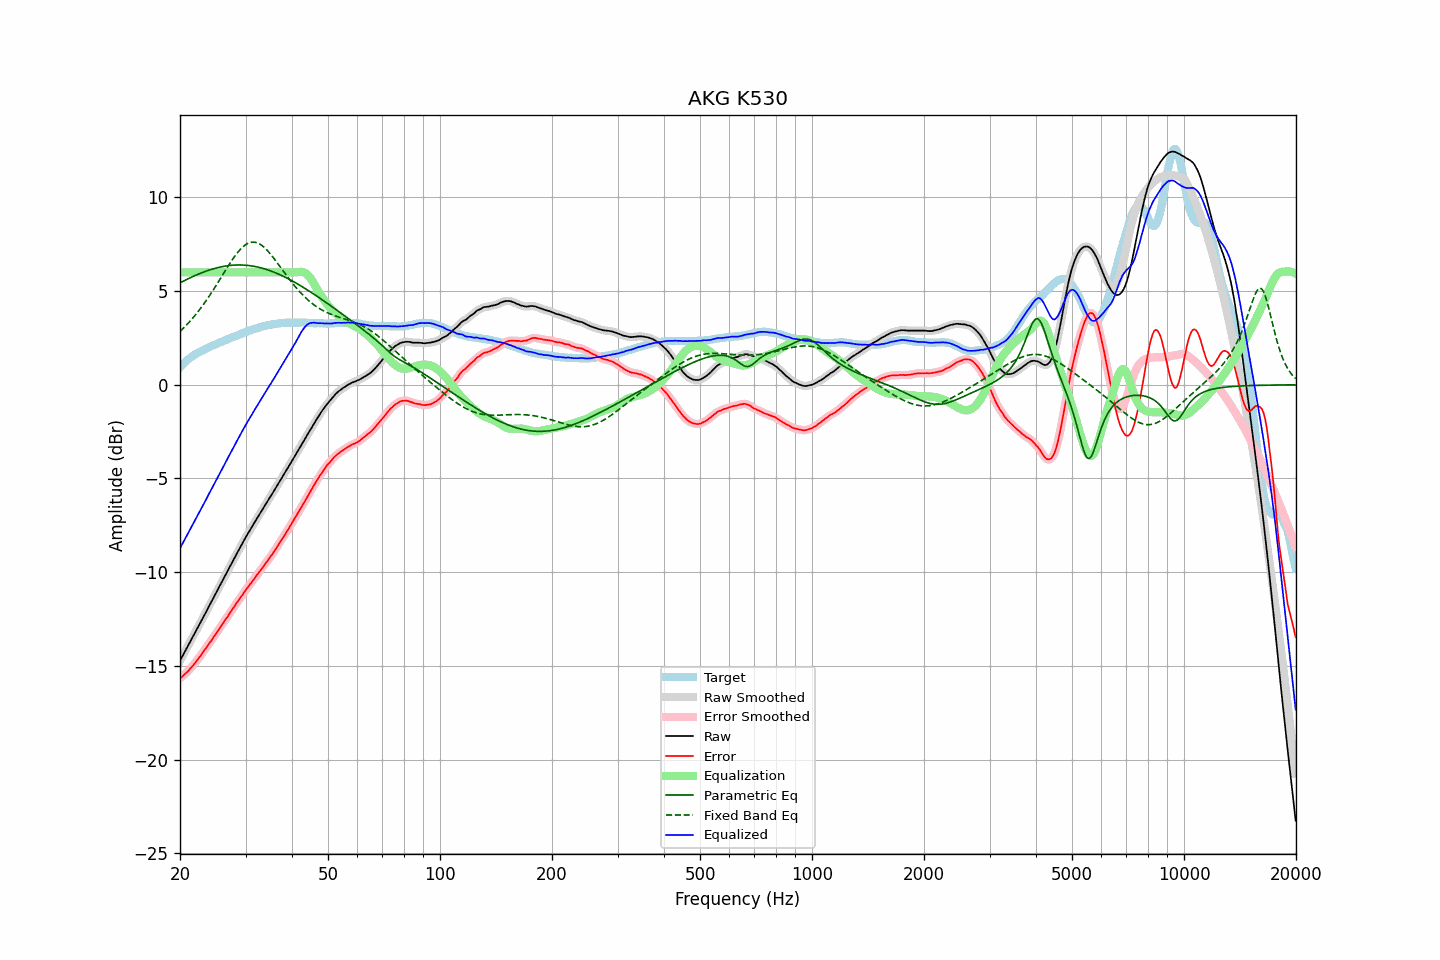 AKG K530
Amplitude (dBr)
10
5
0
−5
−10
−15
−20
−25
Target
Raw Smoothed
Error Smoothed
Raw
Error
Equalization
Parametric Eq
Fixed Band Eq
Equalized
20 50 100 200 500 1000 2000 5000 10000 20000
Frequency (Hz)